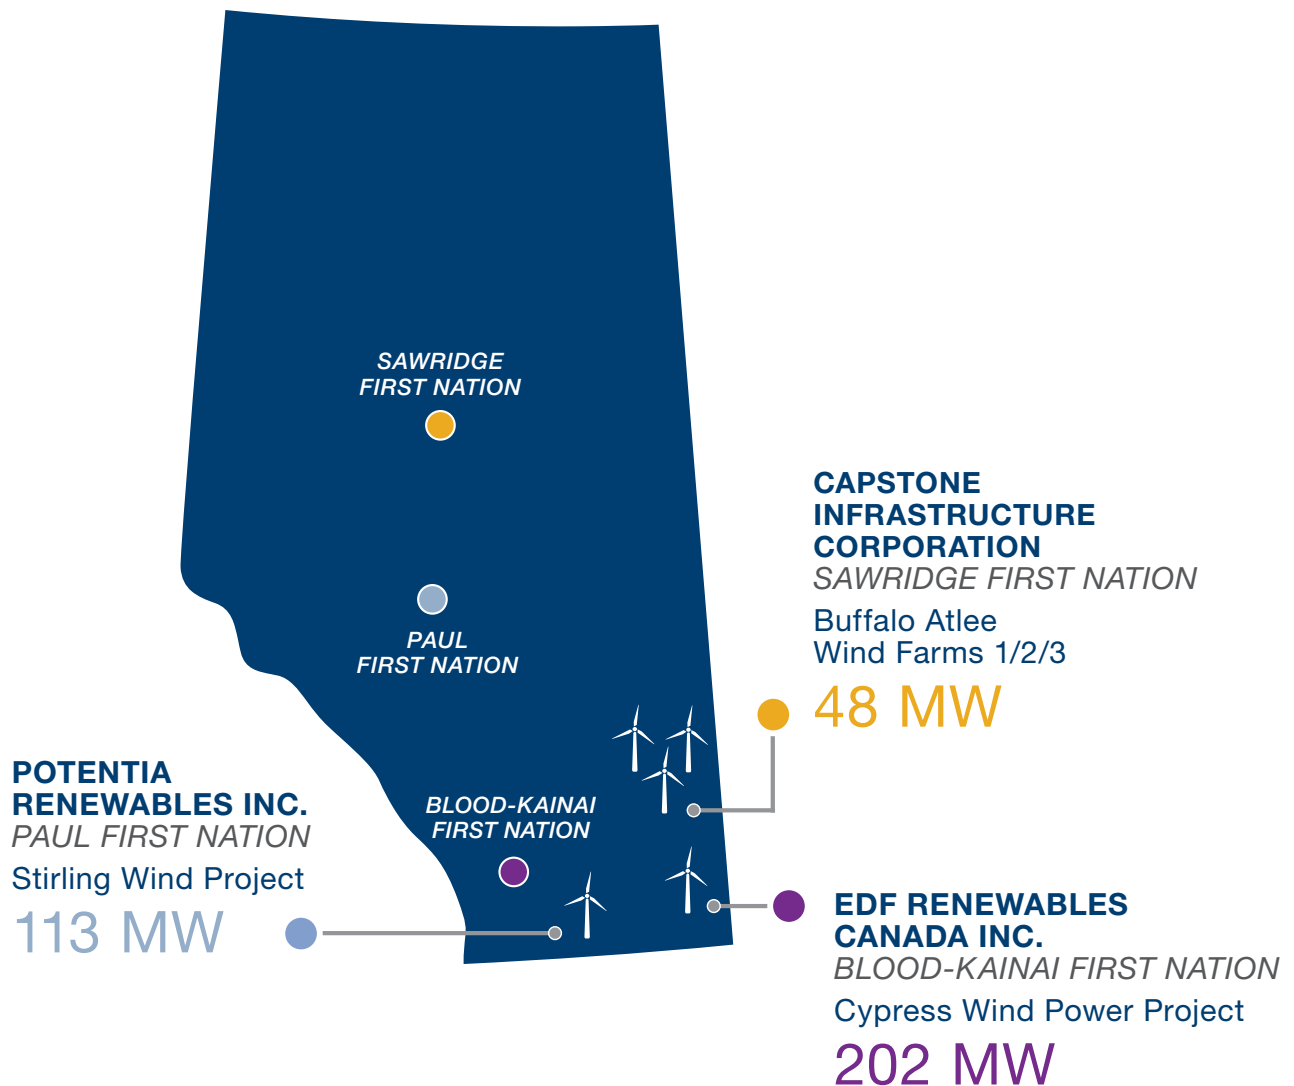 SAWRIDGE
FIRST NATION
PAUL
FIRST NATION
BLOOD-KAINAI
FIRST NATION
CAPSTONE
INFRASTRUCTURE
CORPORATION
SAWRIDGE FIRST NATION
Buffalo Atlee
Wind Farms 1/2/3
48 MW
POTENTIA
RENEWABLES INC.
PAUL FIRST NATION
Stirling Wind Project
113 MW
EDF RENEWABLES
CANADA INC.
BLOOD-KAINAI FIRST NATION
Cypress Wind Power Project
202 MW